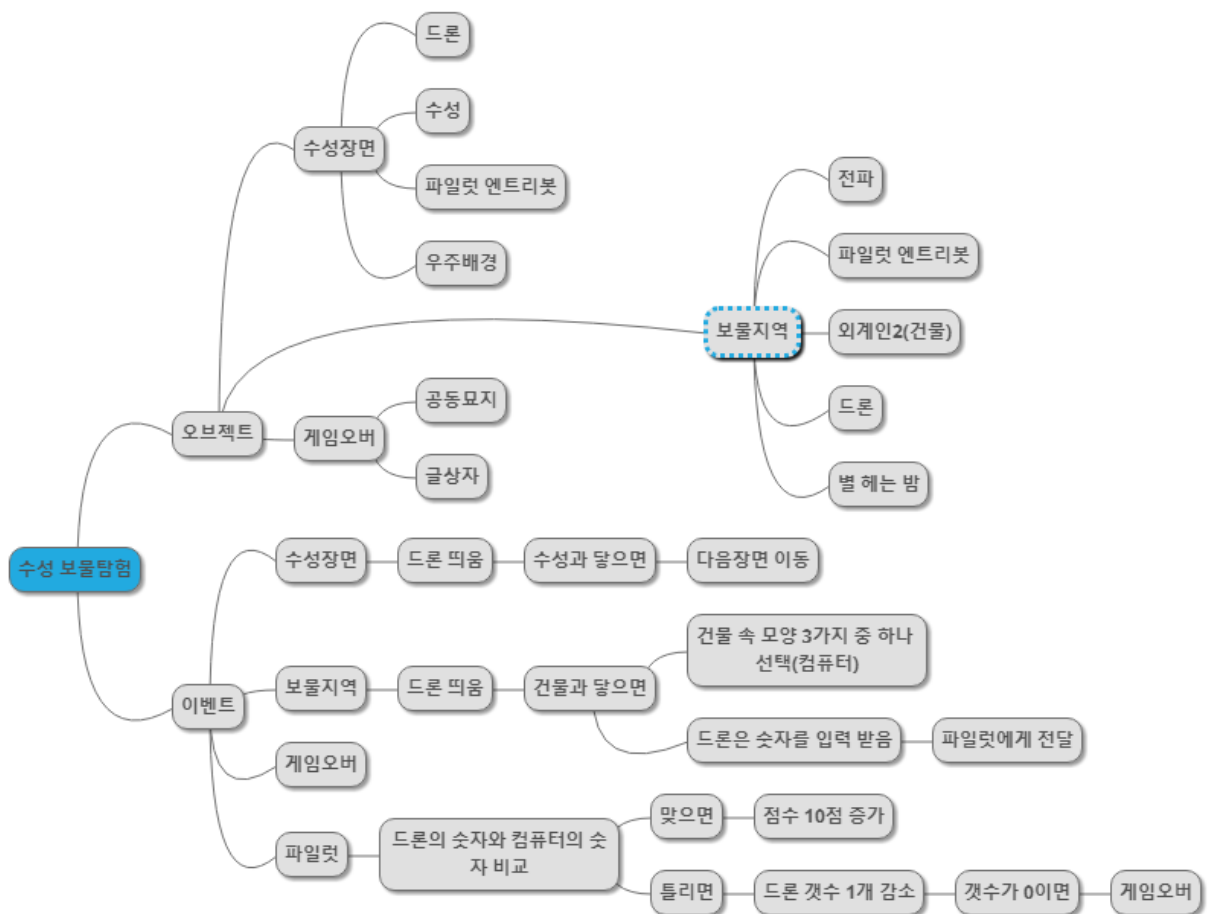 드론
수성
수성장면
파일럿 엔트리봇
우주배경
전파
파일럿 엔트리봇
보물지역
외계인2(건물)
드론
별 헤는 밤
오브젝트
게임오버
공동묘지
글상자
수성 보물탐험
수성장면
드론 띄움
수성과 닿으면
다음장면 이동
이벤트
보물지역
드론 띄움
건물과 닿으면
건물 속 모양 3가지 중 하나
선택(컴퓨터)
드론은 숫자를 입력 받음
파일럿에게 전달
게임오버
파일럿
드론의 숫자와 컴퓨터의 숫
자 비교
맞으면
점수 10점 증가
틀리면
드론 갯수 1개 감소
갯수가 0이면
게임오버